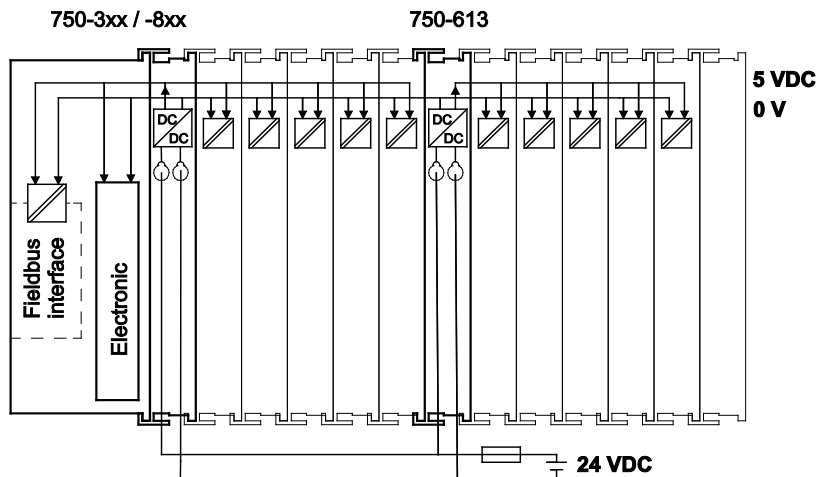 750-3xx / -8xx
750-613
5 VDC
0 V
DC
DC
DC
DC
Fieldbus
interface
Electronic
24 VDC